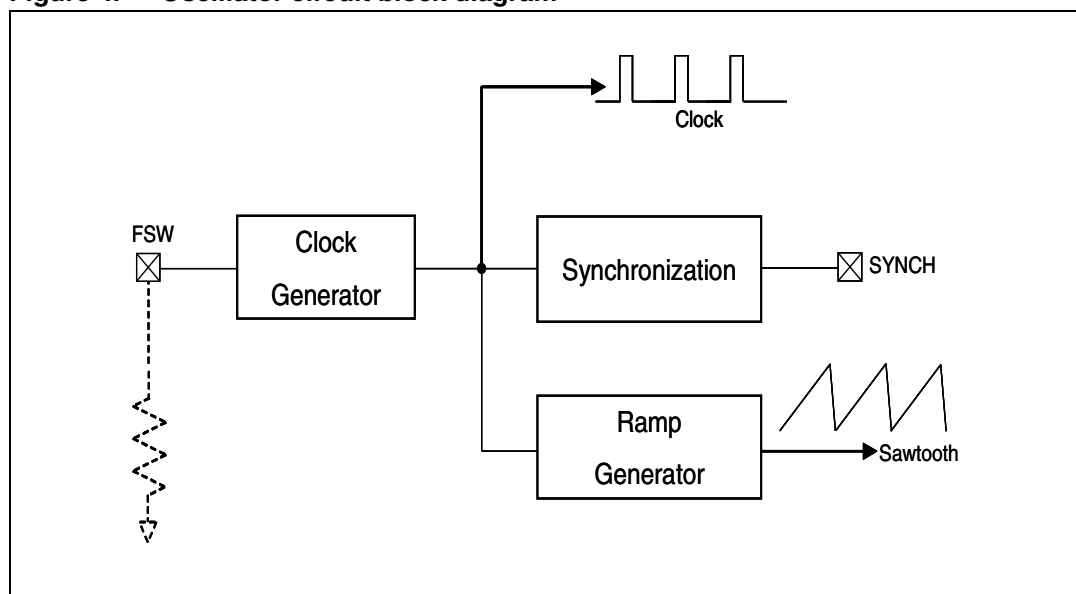 Clock
FSW
Clock
Generator
Synchronization
SYNCH
Ramp
Generator
Sawtooth